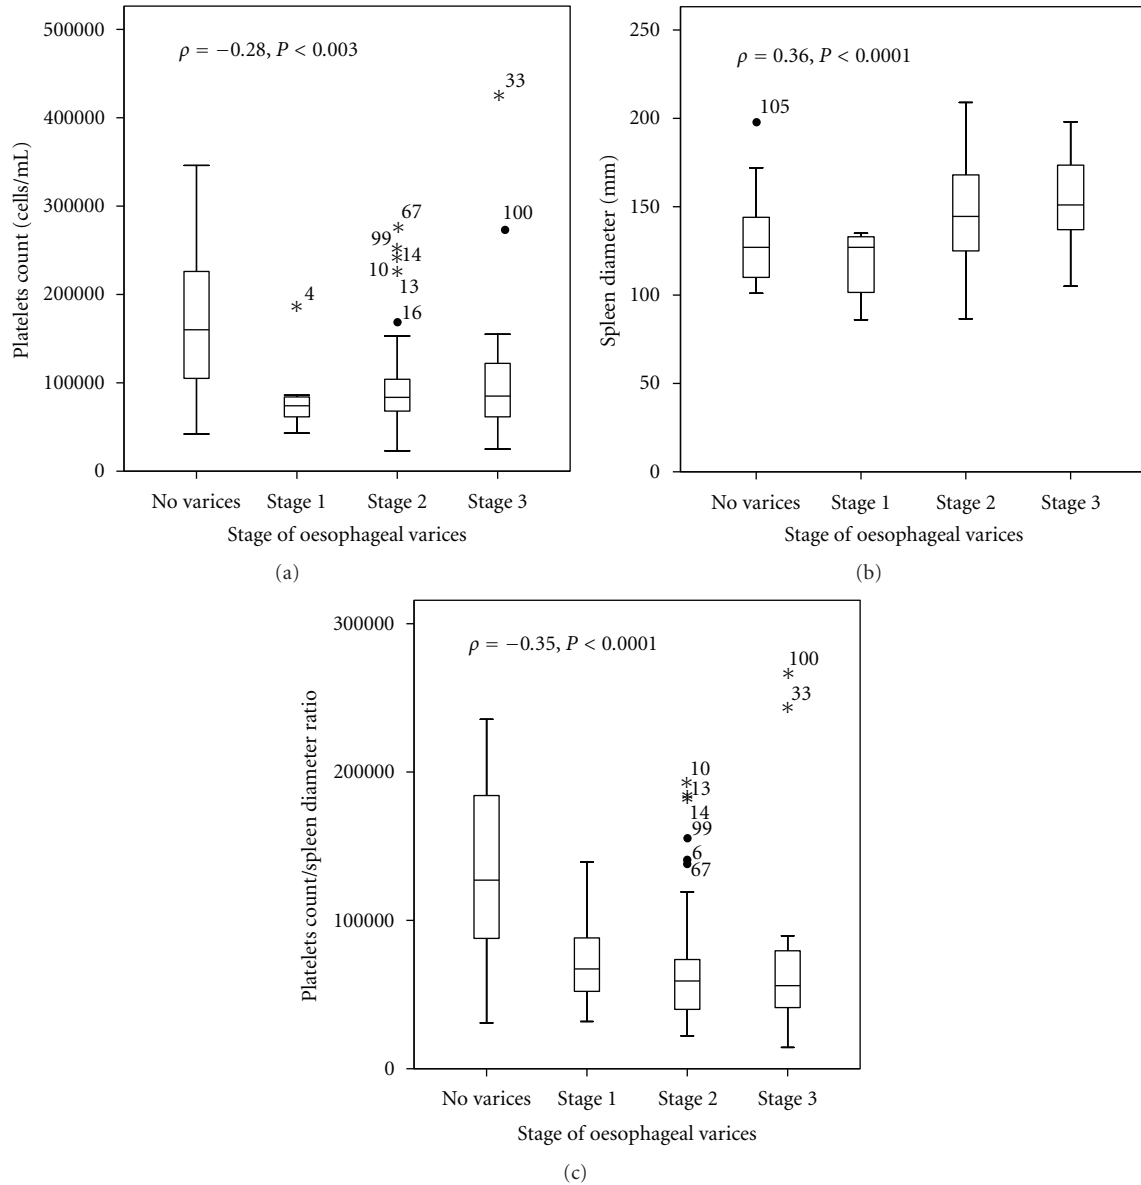 500000
400000
300000
200000
100000
0
Platelets count (cells/mL)
ρ = −0.28, P < 0.003
33
67
100
99
14
10
13
4
16
No varices Stage 1 Stage 2 Stage 3
Stage of oesophageal varices
(a)
250
200
150
100
50
0
Spleen diameter (mm)
ρ = 0.36, P < 0.0001
105
No varices Stage 1 Stage 2 Stage 3
Stage of oesophageal varices
(b)
300000
200000
100000
0
Platelets count/spleen diameter ratio
ρ = −0.35, P < 0.0001
100
33
10
13
14
99
6
67
No varices Stage 1 Stage 2 Stage 3
Stage of oesophageal varices
(c)